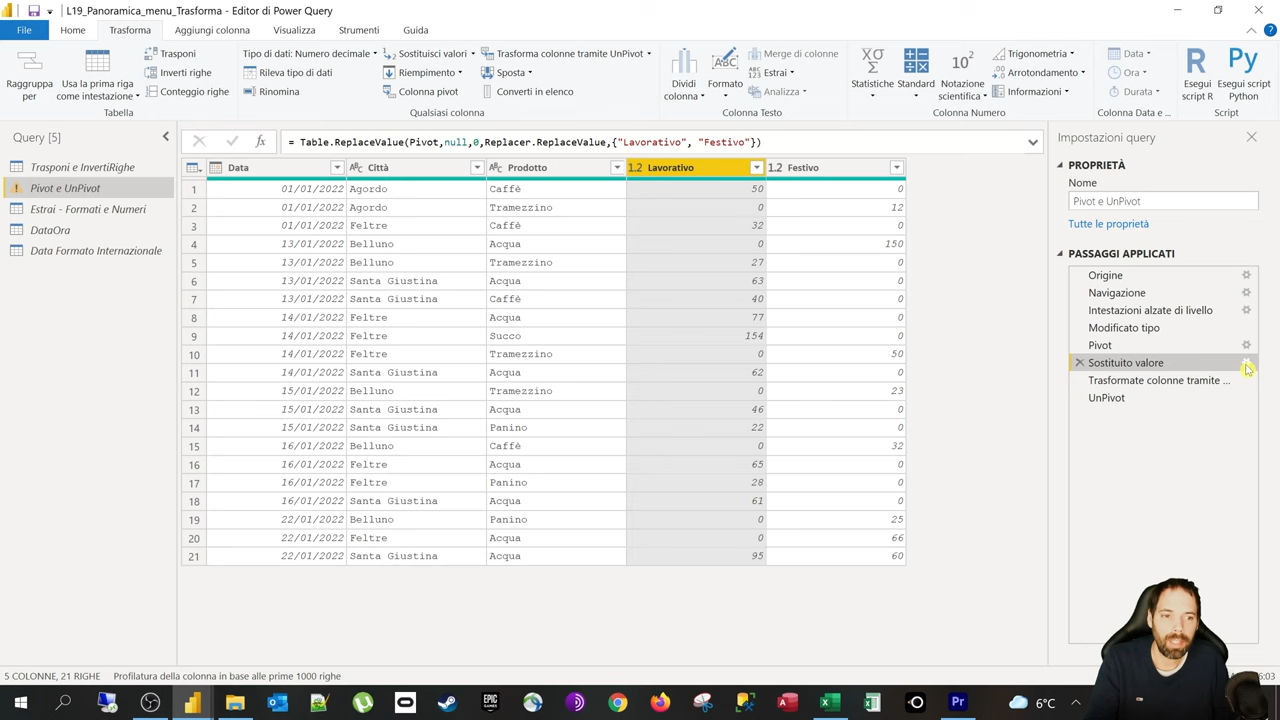 L19_Panoramica_menu_Trasforma - Editor di Power Query
File Home Trasforma Aggiungi colonna Visualizza Strumenti Guida
Raggruppa per
Usa la prima riga come intestazione
Trasponi
Inverti righe
Conteggio righe
Tabella
Tipo di dati: Numero decimale
Rileva tipo di dati
Rinomina
Sostituisci valori
Riempimento
Colonna pivot
Trasforma colonne tramite UnPivot
Sposta
Converti in elenco
Qualsiasi colonna
Dividi colonna
Formato
Merge di colonne
Estrai
Analizza
Colonna Testo
Statistiche
Standard
Notazione scientifica
Trigonometria
Arrotondamento
Informazioni
Colonna Numero
Data
Ora
Durata
Colonna Data e ...
Esegui script R
Esegui script Python
Script
Query [5]
Trasponi e InvertiRighe
Pivot e UnPivot
Estrai - Formati e Numeri
DataOra
Data Formato Internazionale
= Table.ReplaceValue(Pivot,null,0,Replacer.ReplaceValue,{"Lavorativo", "Festivo"})
Data ABC Città ABC Prodotto 1.2 Lavorativo 1.2 Festivo
1 01/01/2022 Agordo Caffè 50 0
2 01/01/2022 Agordo Tramezzino 0 12
3 01/01/2022 Feltre Caffè 32 0
4 13/01/2022 Belluno Acqua 0 150
5 13/01/2022 Belluno Tramezzino 27 0
6 13/01/2022 Santa Giustina Acqua 63 0
7 13/01/2022 Santa Giustina Caffè 40 0
8 14/01/2022 Feltre Acqua 77 0
9 14/01/2022 Feltre Succo 154 0
10 14/01/2022 Feltre Tramezzino 0 50
11 14/01/2022 Santa Giustina Acqua 62 0
12 15/01/2022 Belluno Tramezzino 0 23
13 15/01/2022 Santa Giustina Acqua 46 0
14 15/01/2022 Santa Giustina Panino 22 0
15 16/01/2022 Belluno Caffè 0 32
16 16/01/2022 Feltre Acqua 65 0
17 16/01/2022 Feltre Panino 28 0
18 16/01/2022 Santa Giustina Acqua 61 0
19 22/01/2022 Belluno Panino 0 25
20 22/01/2022 Feltre Acqua 0 66
21 22/01/2022 Santa Giustina Acqua 95 60
Impostazioni query
PROPRIETÀ
Nome
Pivot e UnPivot
Tutte le proprietà
PASSAGGI APPLICATI
Origine
Navigazione
Intestazioni alzate di livello
Modificato tipo
Pivot
Sostituito valore
Trasformate colonne tramite ...
UnPivot
5 COLONNE, 21 RIGHE Profilatura della colonna in base alle prime 1000 righe
6°C